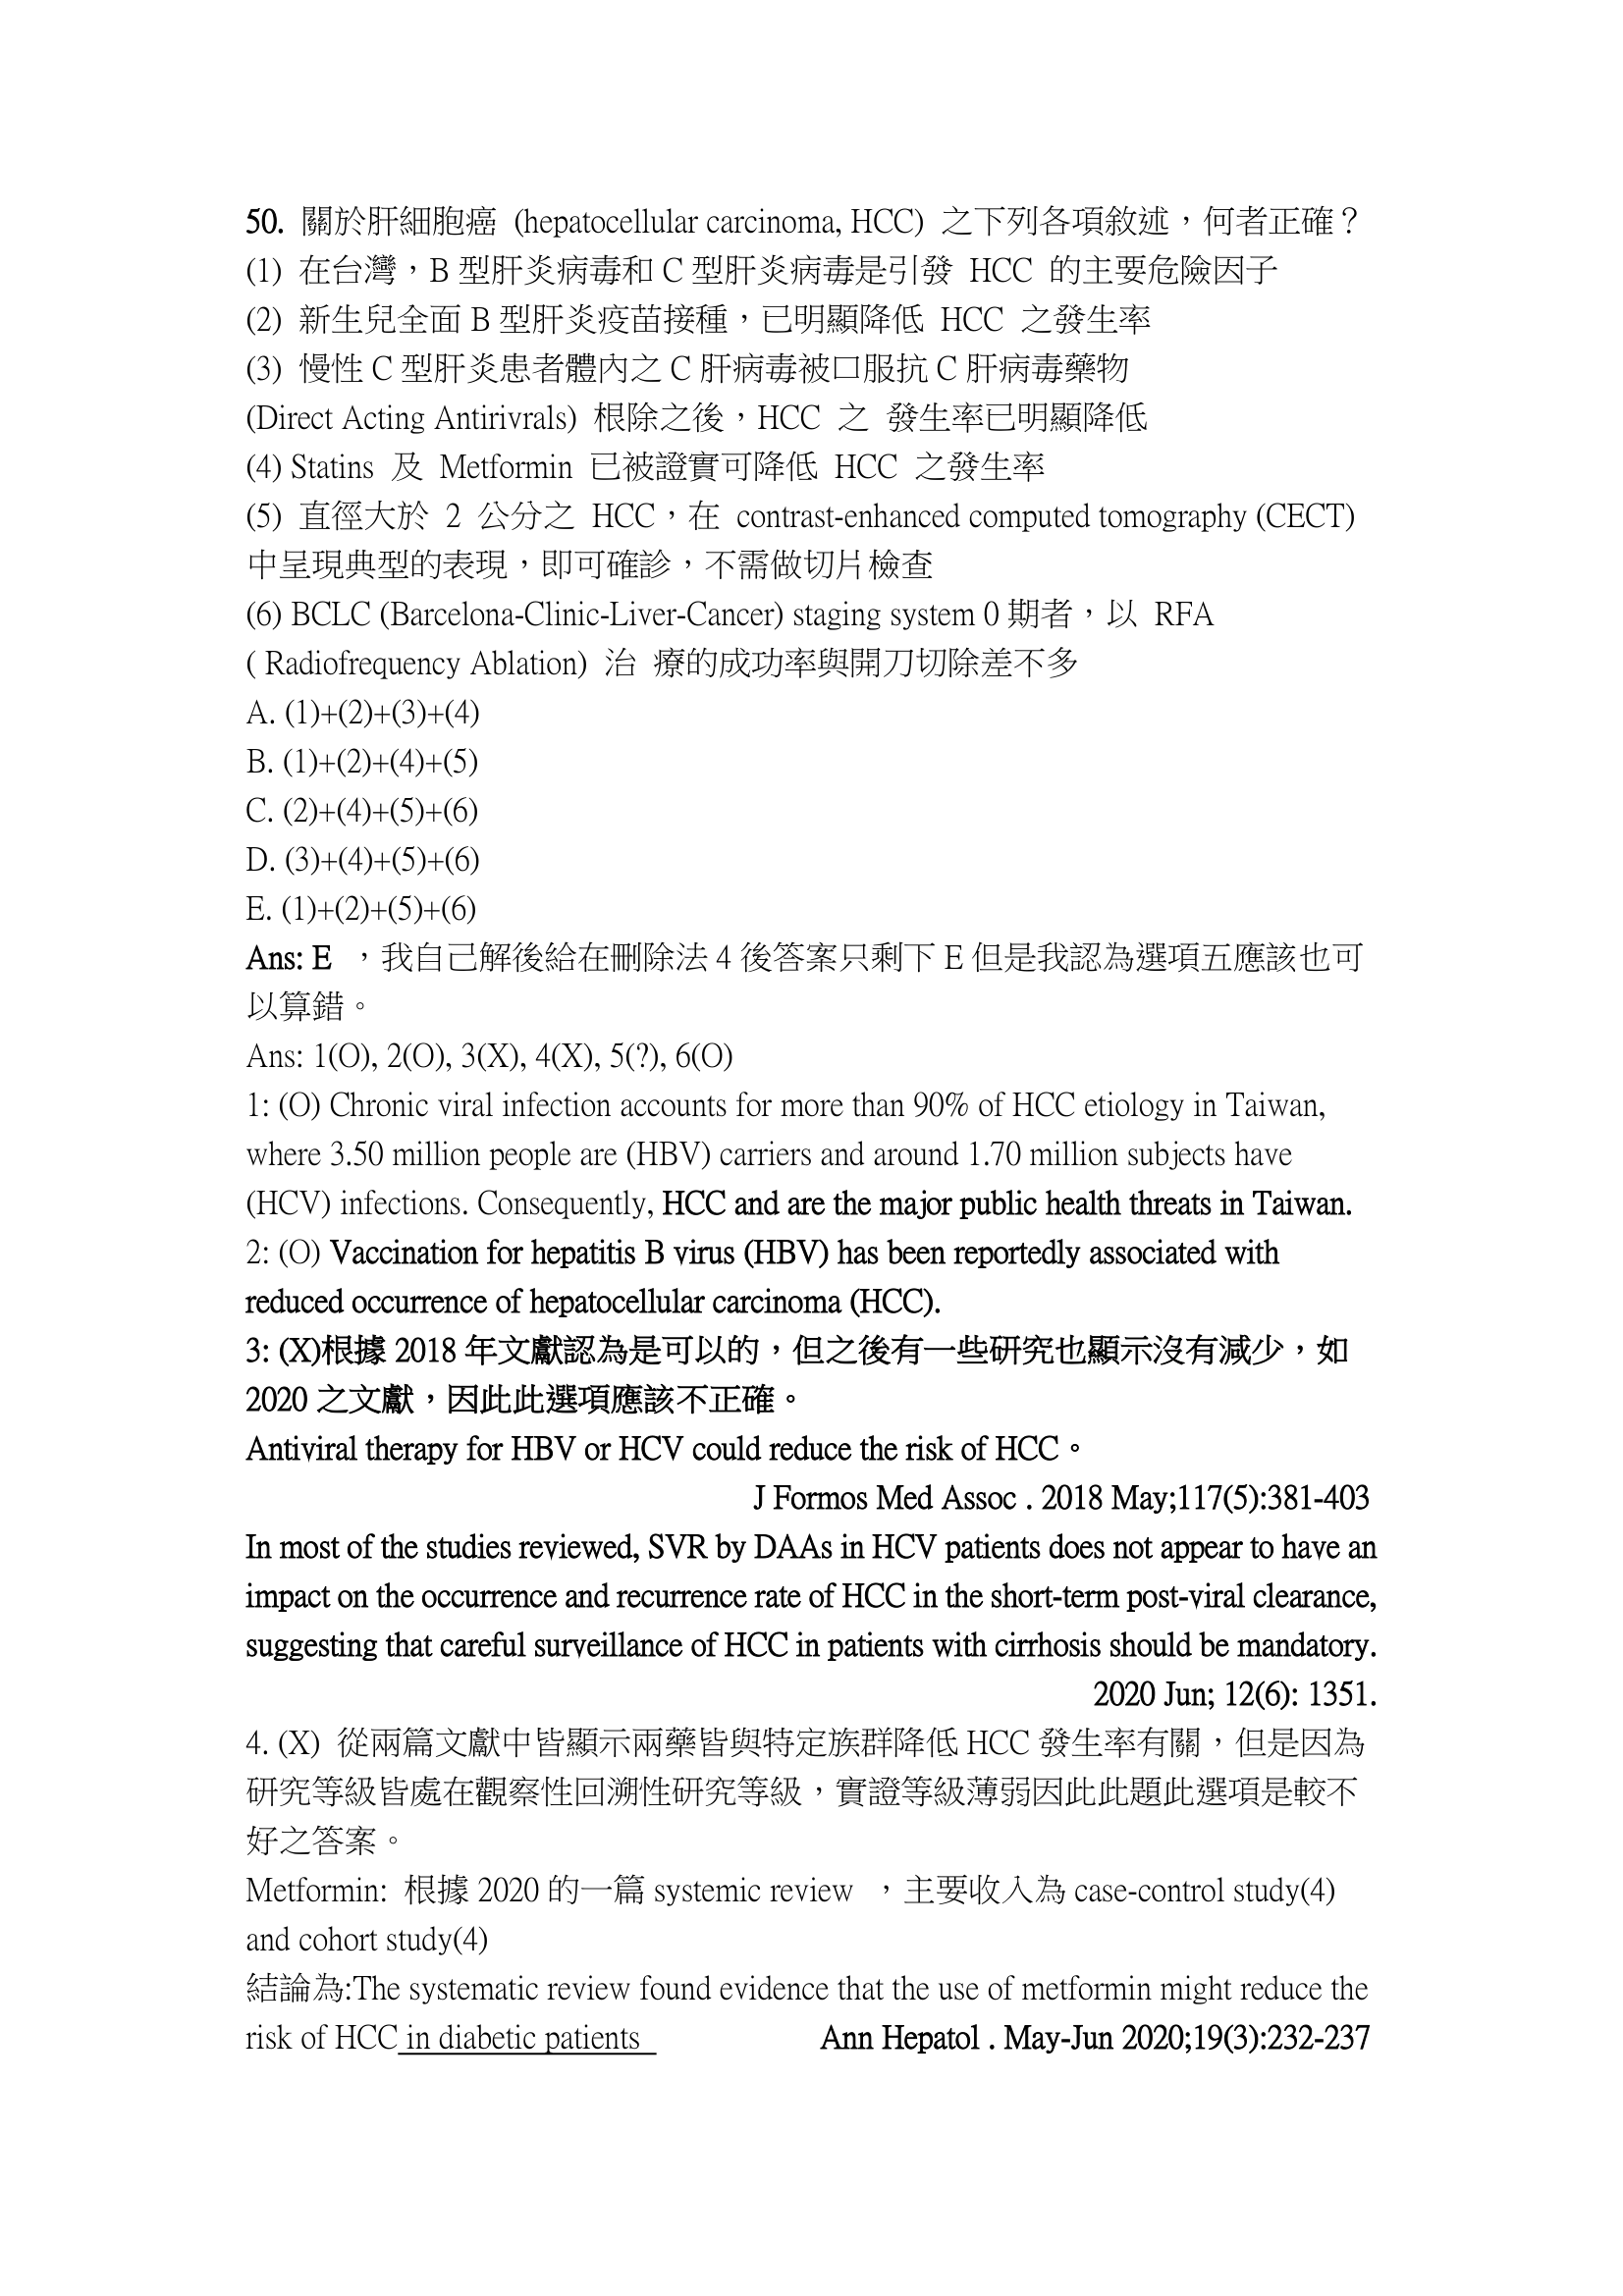 50. 關於肝細胞癌 (hepatocellular carcinoma, HCC) 之下列各項敘述，何者正確？
(1) 在台灣，B 型肝炎病毒和 C 型肝炎病毒是引發 HCC 的主要危險因子
(2) 新生兒全面 B 型肝炎疫苗接種，已明顯降低 HCC 之發生率
(3) 慢性 C 型肝炎患者體內之 C 肝病毒被口服抗 C 肝病毒藥物
(Direct Acting Antirivrals) 根除之後，HCC 之 發生率已明顯降低
(4) Statins 及 Metformin 已被證實可降低 HCC 之發生率
(5) 直徑大於 2 公分之 HCC，在 contrast-enhanced computed tomography (CECT)
中呈現典型的表現，即可確診，不需做切片檢查
(6) BCLC (Barcelona-Clinic-Liver-Cancer) staging system 0 期者，以 RFA
( Radiofrequency Ablation) 治 療的成功率與開刀切除差不多
A. (1)+(2)+(3)+(4)
B. (1)+(2)+(4)+(5)
C. (2)+(4)+(5)+(6)
D. (3)+(4)+(5)+(6)
E. (1)+(2)+(5)+(6)
Ans: E ，我自己解後給在刪除法 4 後答案只剩下 E 但是我認為選項五應該也可
以算錯。
Ans: 1(O), 2(O), 3(X), 4(X), 5(?), 6(O)
1: (O) Chronic viral infection accounts for more than 90% of HCC etiology in Taiwan,
where 3.50 million people are (HBV) carriers and around 1.70 million subjects have
(HCV) infections. Consequently, HCC and are the major public health threats in Taiwan.
2: (O) Vaccination for hepatitis B virus (HBV) has been reportedly associated with
reduced occurrence of hepatocellular carcinoma (HCC).
3: (X)根據 2018 年文獻認為是可以的，但之後有一些研究也顯示沒有減少，如
2020 之文獻，因此此選項應該不正確。
Antiviral therapy for HBV or HCV could reduce the risk of HCC。
J Formos Med Assoc . 2018 May;117(5):381-403
In most of the studies reviewed, SVR by DAAs in HCV patients does not appear to have an
impact on the occurrence and recurrence rate of HCC in the short-term post-viral clearance,
suggesting that careful surveillance of HCC in patients with cirrhosis should be mandatory.
2020 Jun; 12(6): 1351.
4. (X) 從兩篇文獻中皆顯示兩藥皆與特定族群降低 HCC 發生率有關，但是因為
研究等級皆處在觀察性回溯性研究等級，實證等級薄弱因此此題此選項是較不
好之答案。
Metformin: 根據 2020 的一篇 systemic review ，主要收入為 case-control study(4)
and cohort study(4)
結論為:The systematic review found evidence that the use of metformin might reduce the
risk of HCC in diabetic patients Ann Hepatol . May-Jun 2020;19(3):232-237